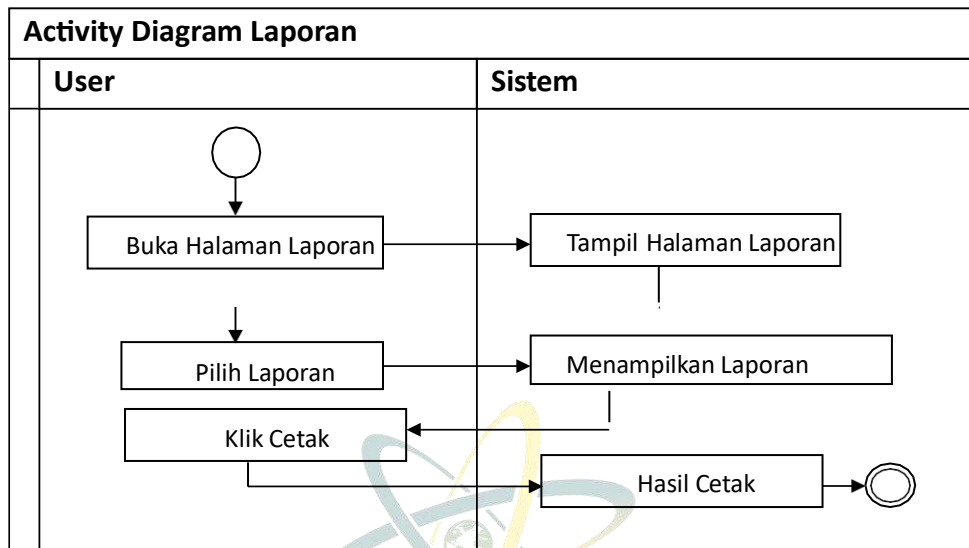 Activity Diagram Laporan
User
Sistem
Buka Halaman Laporan
Tampil Halaman Laporan
Pilih Laporan
Menampilkan Laporan
Klik Cetak
Hasil Cetak